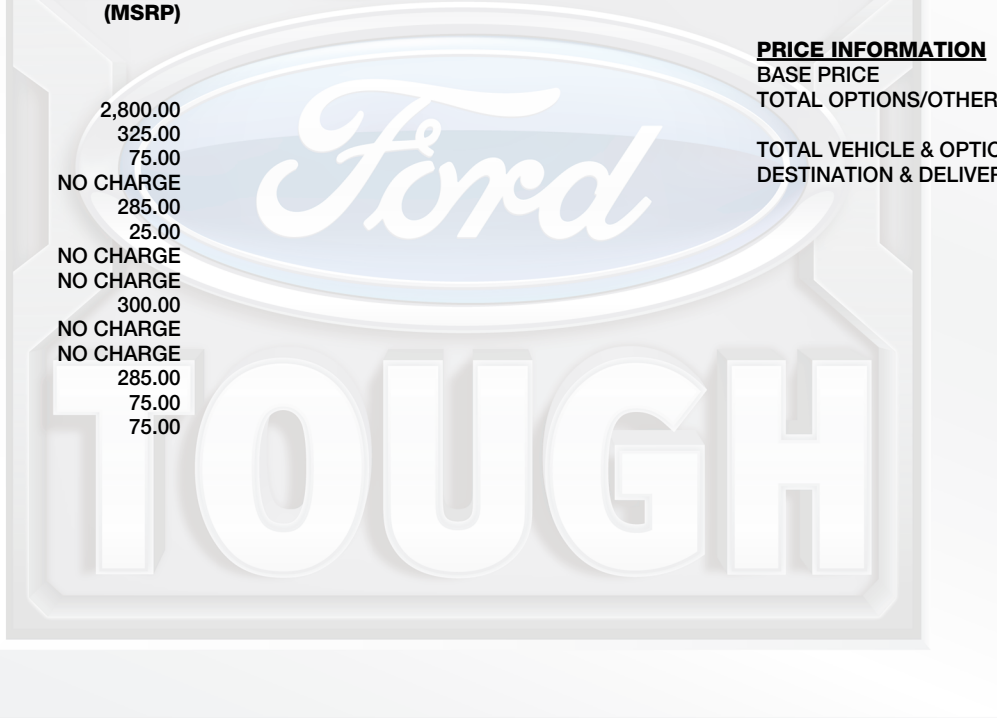 (MSRP)
2,800.00
325.00
75.00
NO CHARGE
285.00
25.00
NO CHARGE
NO CHARGE
300.00
NO CHARGE
NO CHARGE
285.00
75.00
75.00
PRICE INFORMATION
BASE PRICE
TOTAL OPTIONS/OTHER
TOTAL VEHICLE & OPTIO
DESTINATION & DELIVER
Ford
TOUGH